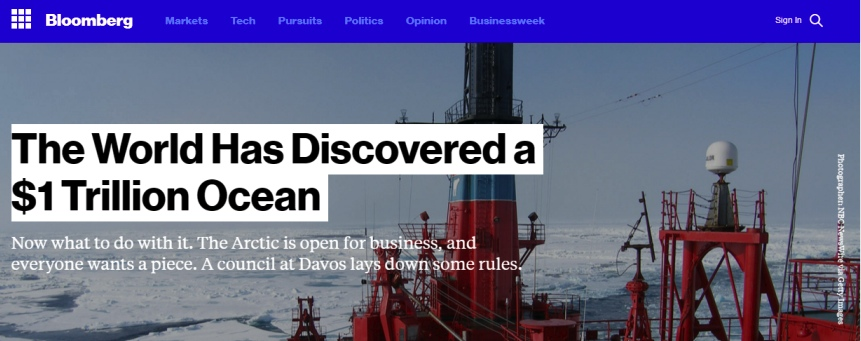 Bloomberg
Markets Tech Pursuits Politics Opinion Businessweek
Sign In
The World Has Discovered a
$1 Trillion Ocean
Now what to do with it. The Arctic is open for business, and
everyone wants a piece. A council at Davos lays down some rules.
Photographer: NBC NewsWire via Getty Images